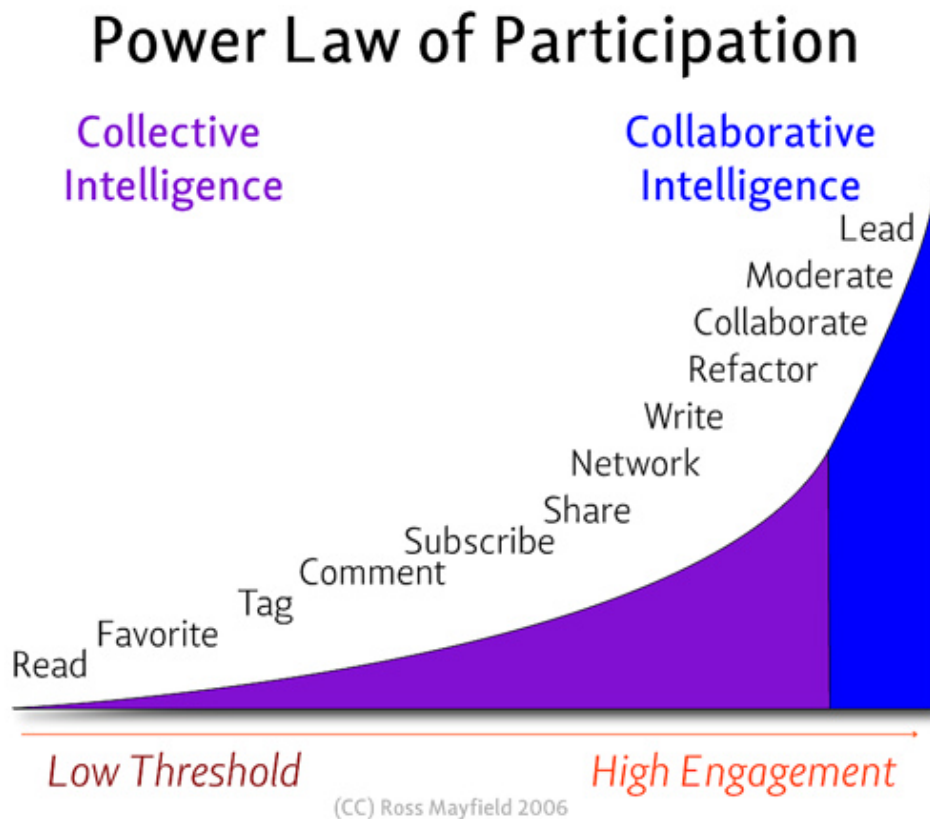 Power Law of Participation
Collective
Intelligence
Collaborative
Intelligence
Lead
Moderate
Collaborate
Refactor
Write
Network
Share
Subscribe
Comment
Tag
Favorite
Read
Low Threshold
High Engagement
(CC) Ross Mayfield 2006